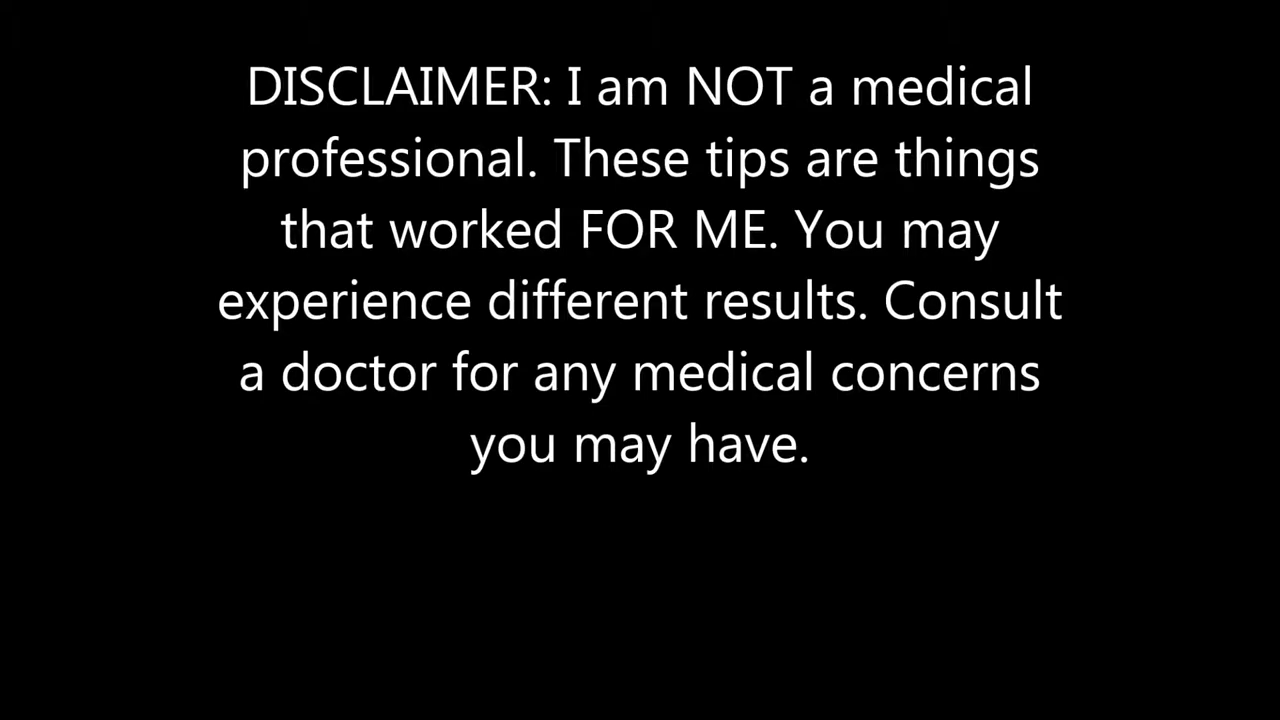 DISCLAIMER: I am NOT a medical
professional. These tips are things
that worked FOR ME. You may
experience different results. Consult
a doctor for any medical concerns
you may have.